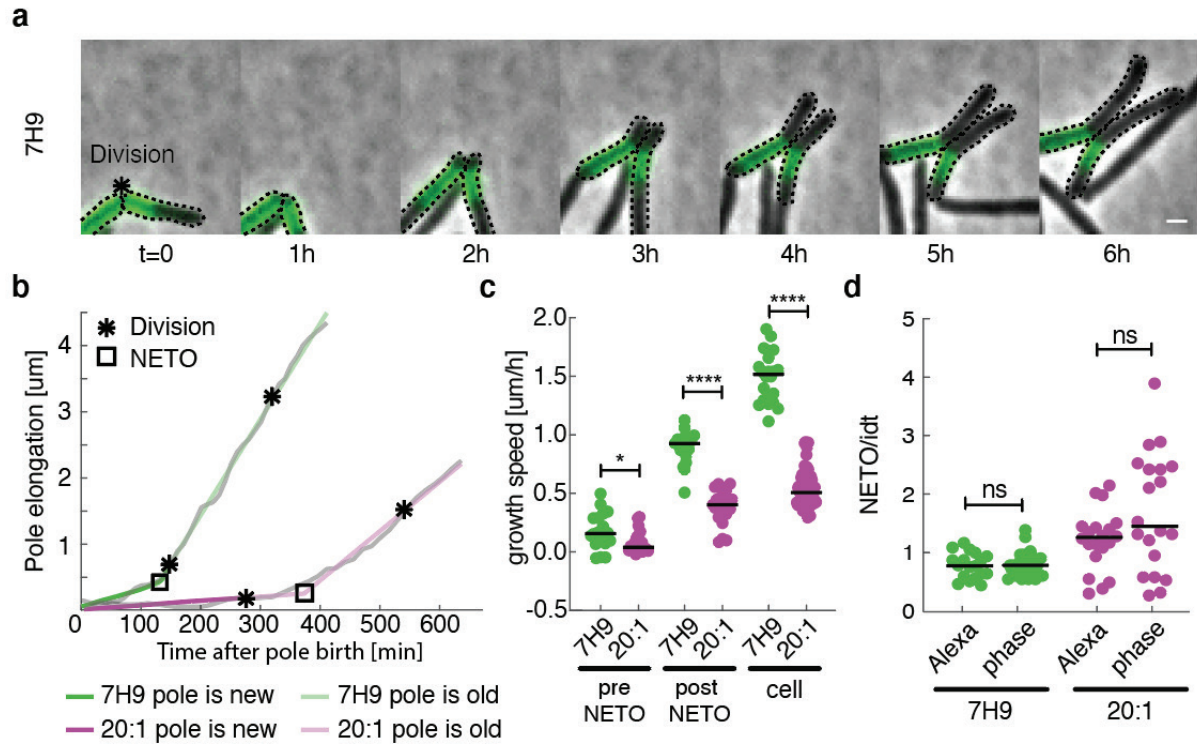 a
7H9
Division
t=0 1h 2h 3h 4h 5h 6h
b
Division
NETO
Pole elongation [um]
4
3
2
1
0 100 200 300 400 500 600
Time after pole birth [min]
7H9 pole is new 7H9 pole is old
20:1 pole is new 20:1 pole is old
c
growth speed [um/h]
2.0
1.5
1.0
0.5
0.0
-0.5
* **** ****
7H9 20:1 7H9 20:1 7H9 20:1
pre NETO
post NETO
cell
d
NETO/idt
5
4
3
2
1
0
ns ns
Alexa phase Alexa phase
7H9 20:1